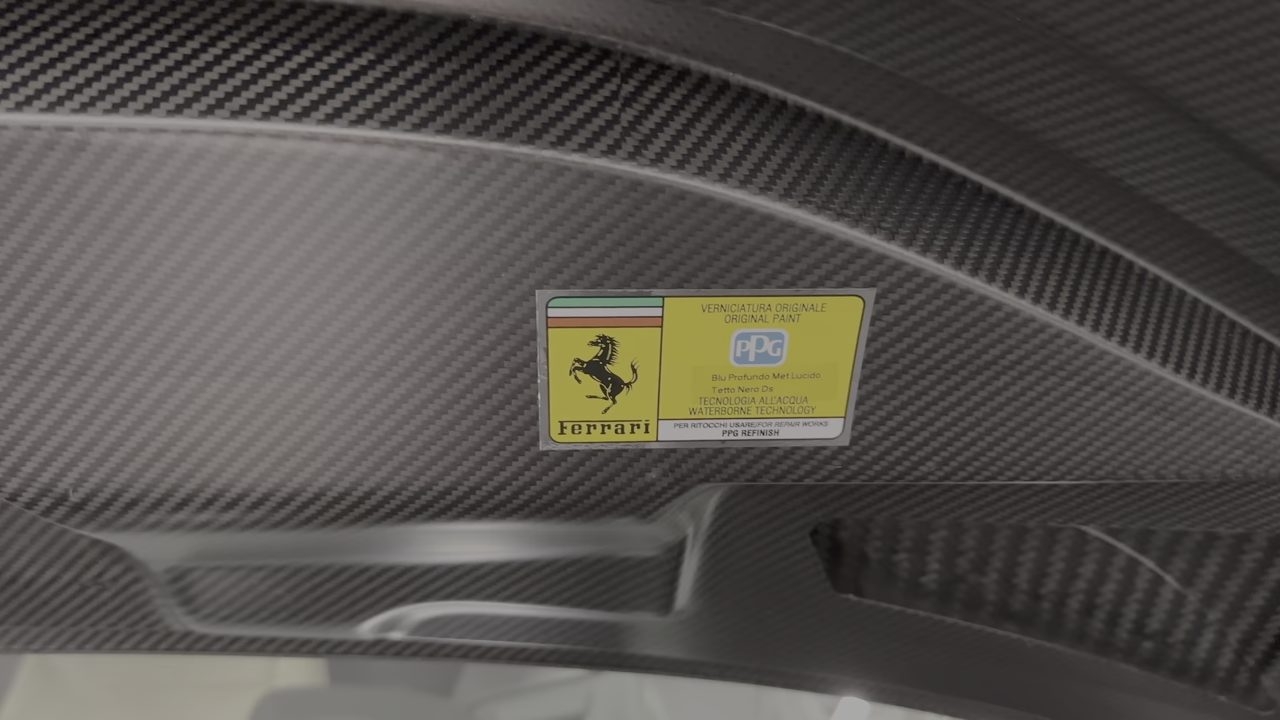 VERNICIATURA ORIGINALE
ORIGINAL PAINT
PPG
Blu Profundo Met Lucido
Tetto Nero Ds
TECNOLOGIA ALL'ACQUA
WATERBORNE TECHNOLOGY
PER RITOCCHI USARE/FOR REPAIR WORKS
PPG REFINISH
Ferrari